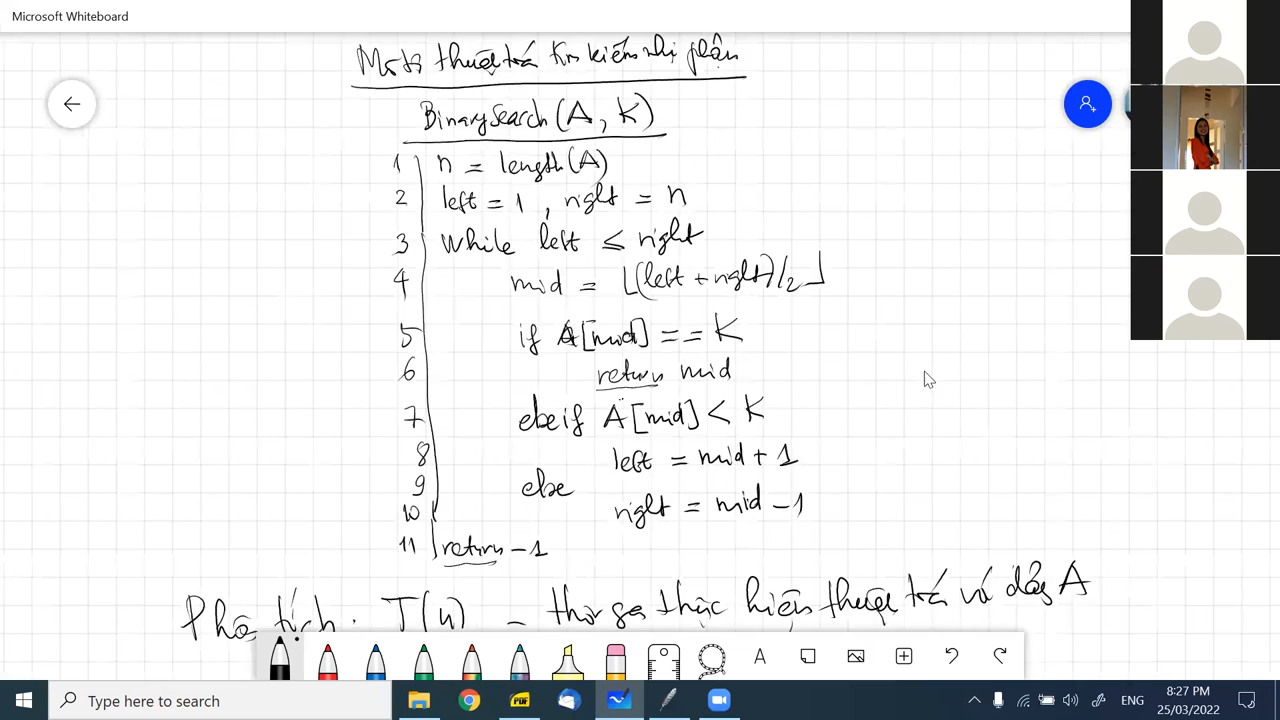 Microsoft Whiteboard
Mô tả thuật toán tìm kiếm nhị phân
BinarySearch(A, K)
1 n = length(A)
2 left = 1, right = n
3 while left ≤ right
4 mid = ⌊(left + right)/2⌋
5 if A[mid] == K
6 return mid
7 elseif A[mid] < K
8 left = mid + 1
9 else
10 right = mid - 1
11 return -1
Phân tích: T(n) - thời gian thực hiện thuật toán với dãy A
Type here to search
ENG
8:27 PM
25/03/2022